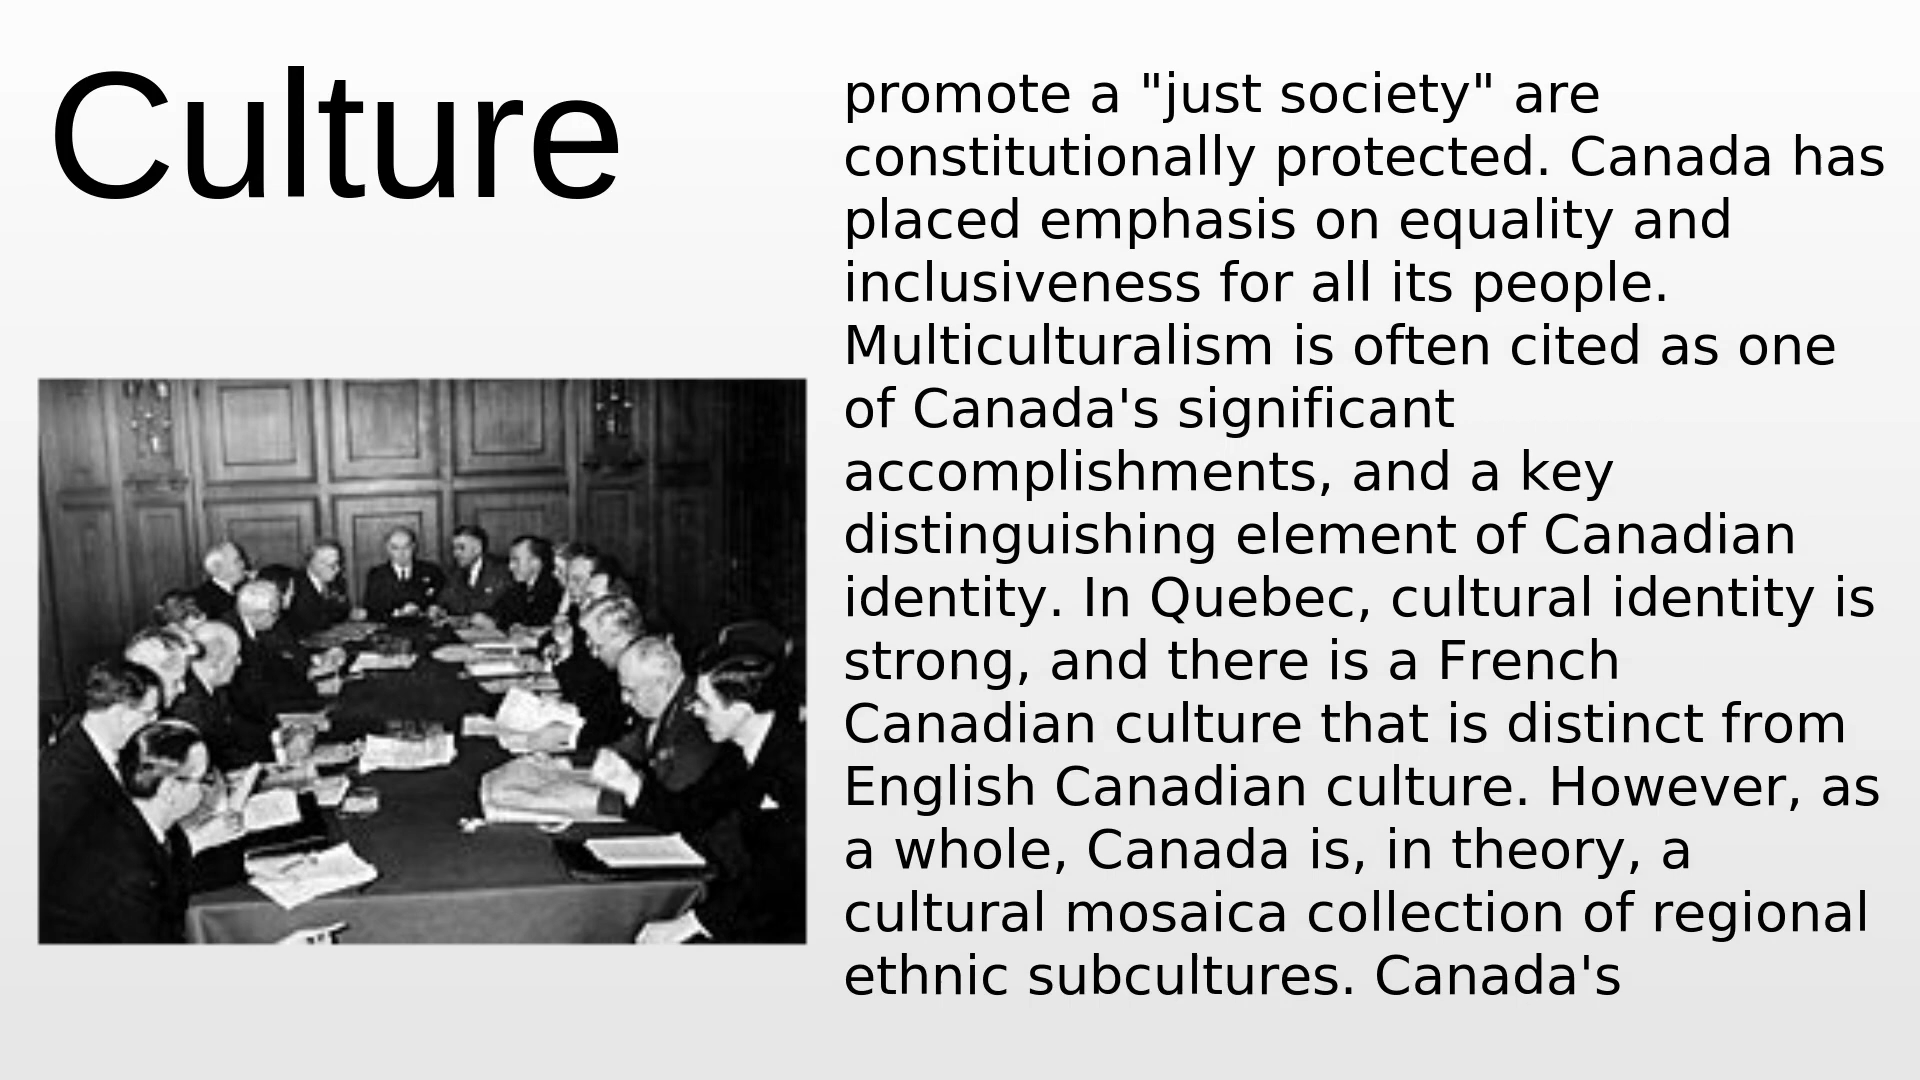 Culture
promote a "just society" are
constitutionally protected. Canada has
placed emphasis on equality and
inclusiveness for all its people.
Multiculturalism is often cited as one
of Canada's significant
accomplishments, and a key
distinguishing element of Canadian
identity. In Quebec, cultural identity is
strong, and there is a French
Canadian culture that is distinct from
English Canadian culture. However, as
a whole, Canada is, in theory, a
cultural mosaica collection of regional
ethnic subcultures. Canada's